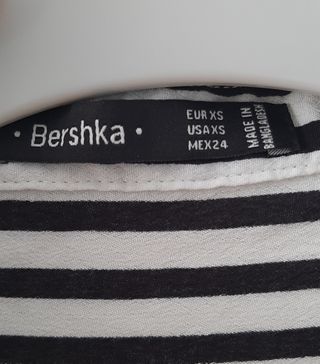 • Bershka •
EUR XS
USA XS
MEX 24
MADE IN
BANGLADESH